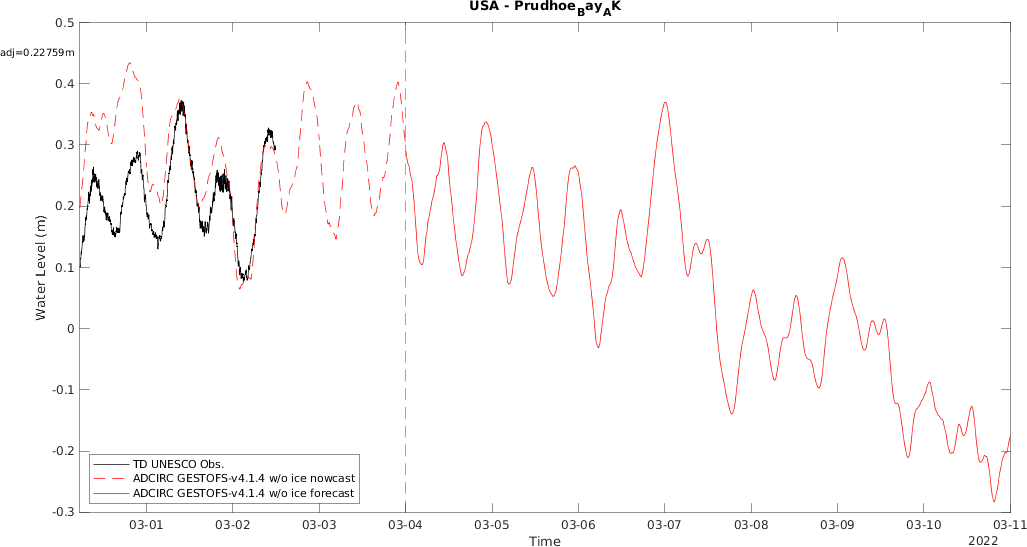 USA - PrudhoeBayAK
0.5
adj=0.22759m
0.4
0.3
0.2
0.1
0
-0.1
-0.2
-0.3
Water Level (m)
TD UNESCO Obs.
ADCIRC GESTOFS-v4.1.4 w/o ice nowcast
ADCIRC GESTOFS-v4.1.4 w/o ice forecast
03-01 03-02 03-03 03-04 03-05 03-06 03-07 03-08 03-09 03-10 03-11
Time
2022